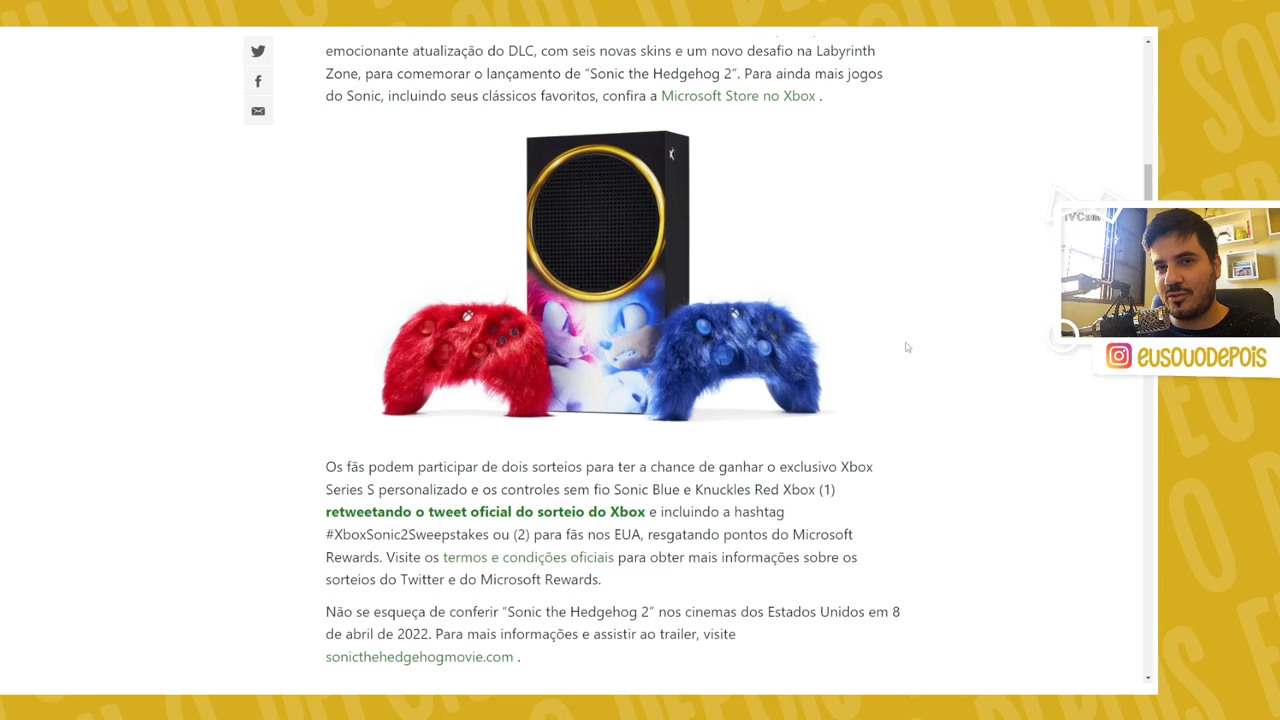 emocionante atualização do DLC, com seis novas skins e um novo desafio na Labyrinth
Zone, para comemorar o lançamento de “Sonic the Hedgehog 2”. Para ainda mais jogos
do Sonic, incluindo seus clássicos favoritos, confira a Microsoft Store no Xbox .
iVCam
eusouodepois
Os fãs podem participar de dois sorteios para ter a chance de ganhar o exclusivo Xbox
Series S personalizado e os controles sem fio Sonic Blue e Knuckles Red Xbox (1)
retweetando o tweet oficial do sorteio do Xbox e incluindo a hashtag
#XboxSonic2Sweepstakes ou (2) para fãs nos EUA, resgatando pontos do Microsoft
Rewards. Visite os termos e condições oficiais para obter mais informações sobre os
sorteios do Twitter e do Microsoft Rewards.
Não se esqueça de conferir “Sonic the Hedgehog 2” nos cinemas dos Estados Unidos em 8
de abril de 2022. Para mais informações e assistir ao trailer, visite
sonicthehedgehogmovie.com .